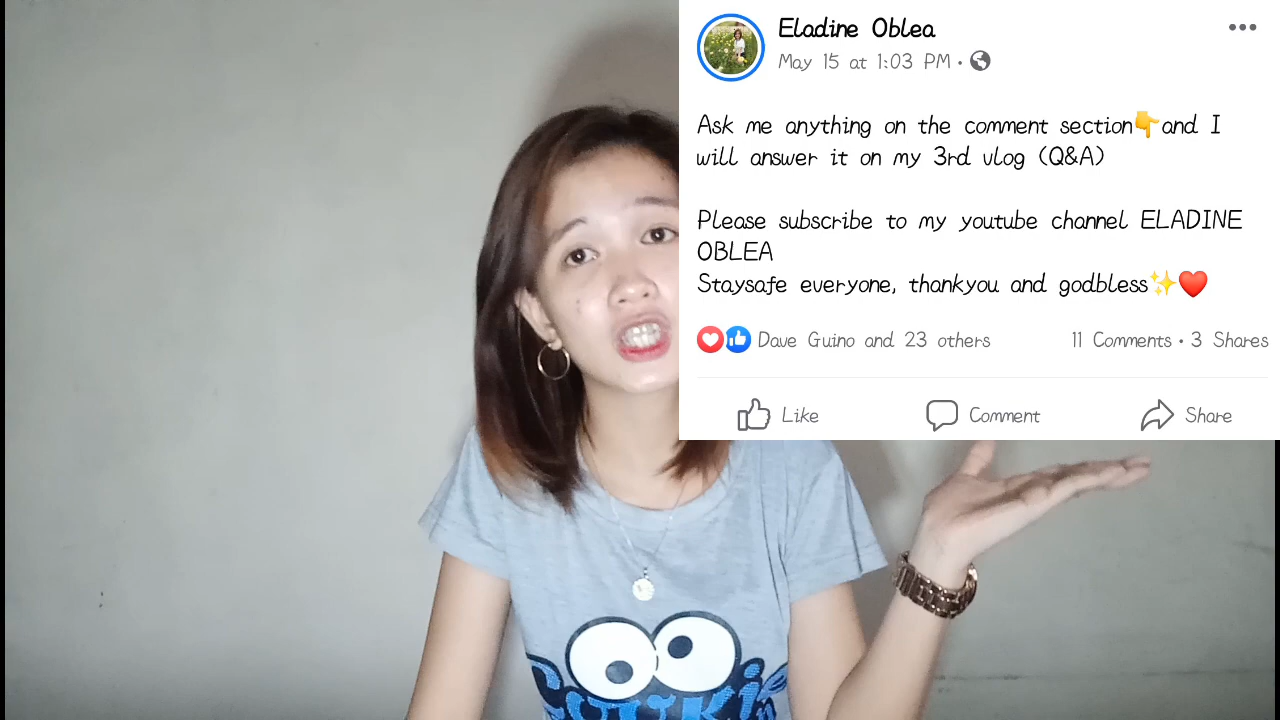 Eladine Oblea
May 15 at 1:03 PM •
Ask me anything on the comment section👇and I
will answer it on my 3rd vlog (Q&A)
Please subscribe to my youtube channel ELADINE
OBLEA
Staysafe everyone, thankyou and godbless✨❤️
Dave Guino and 23 others
11 Comments • 3 Shares
Like
Comment
Share